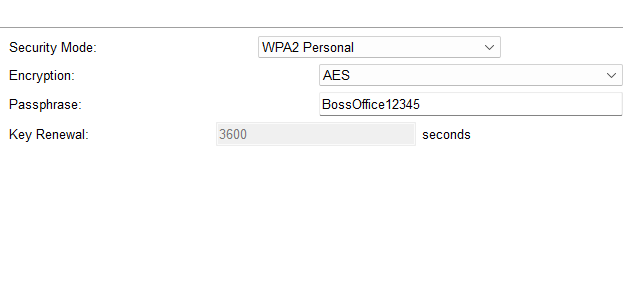 Security Mode: WPA2 Personal
Encryption: AES
Passphrase: BossOffice12345
Key Renewal: 3600 seconds